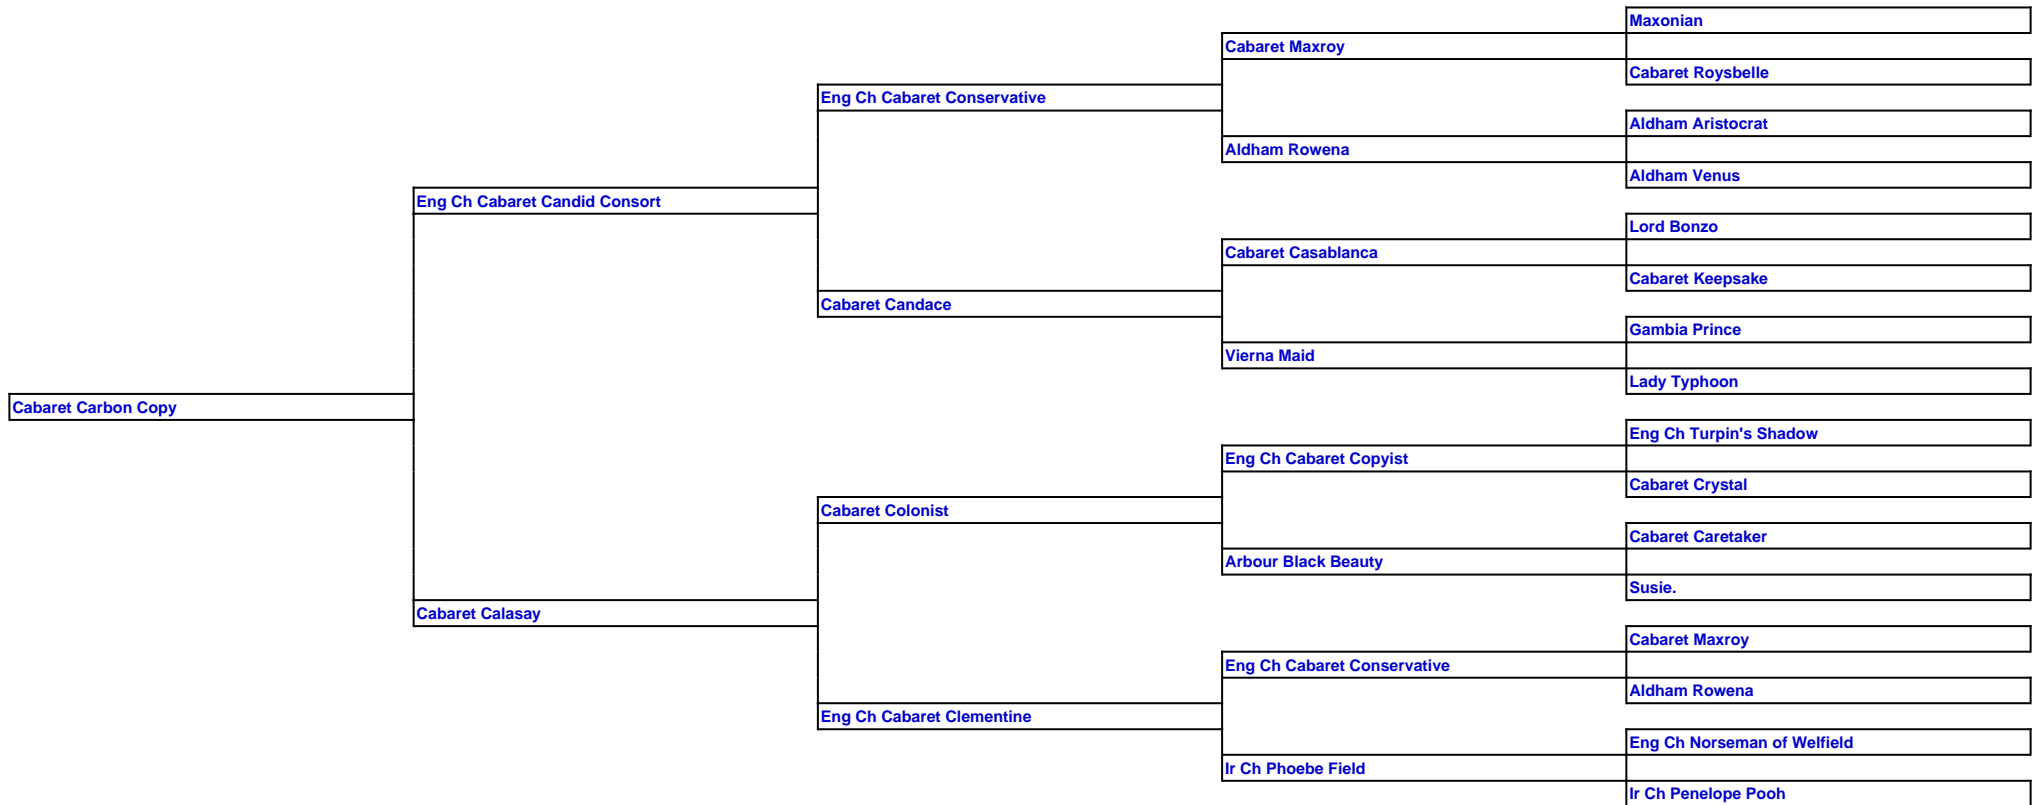 Maxonian
Cabaret Maxroy
Cabaret Roysbelle
Eng Ch Cabaret Conservative
Aldham Aristocrat
Aldham Rowena
Aldham Venus
Eng Ch Cabaret Candid Consort
Lord Bonzo
Cabaret Casablanca
Cabaret Keepsake
Cabaret Candace
Gambia Prince
Vierna Maid
Lady Typhoon
Cabaret Carbon Copy
Eng Ch Turpin's Shadow
Eng Ch Cabaret Copyist
Cabaret Crystal
Cabaret Colonist
Cabaret Caretaker
Arbour Black Beauty
Susie.
Cabaret Calasay
Cabaret Maxroy
Eng Ch Cabaret Conservative
Aldham Rowena
Eng Ch Cabaret Clementine
Eng Ch Norseman of Welfield
Ir Ch Phoebe Field
Ir Ch Penelope Pooh